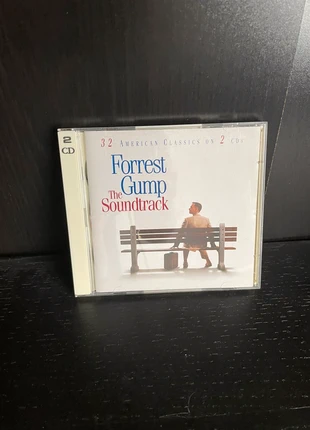 2
CD
32 AMERICAN CLASSICS ON 2 CDs
Forrest
Gump
The
Soundtrack